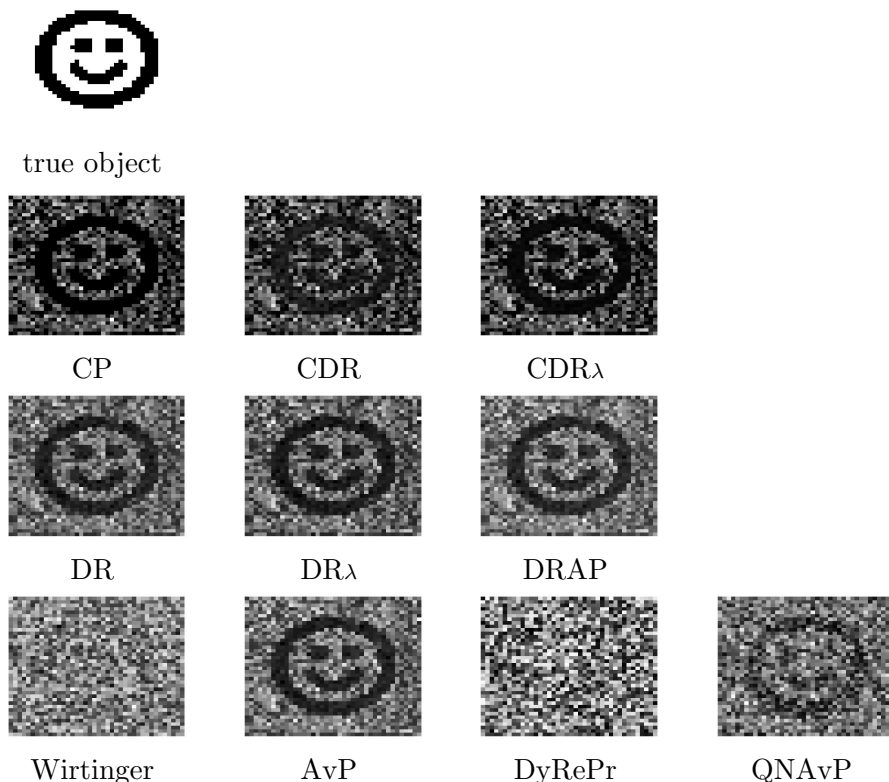 true object
CP CDR CDRλ
DR DRλ DRAP
Wirtinger AvP DyRePr QNAvP